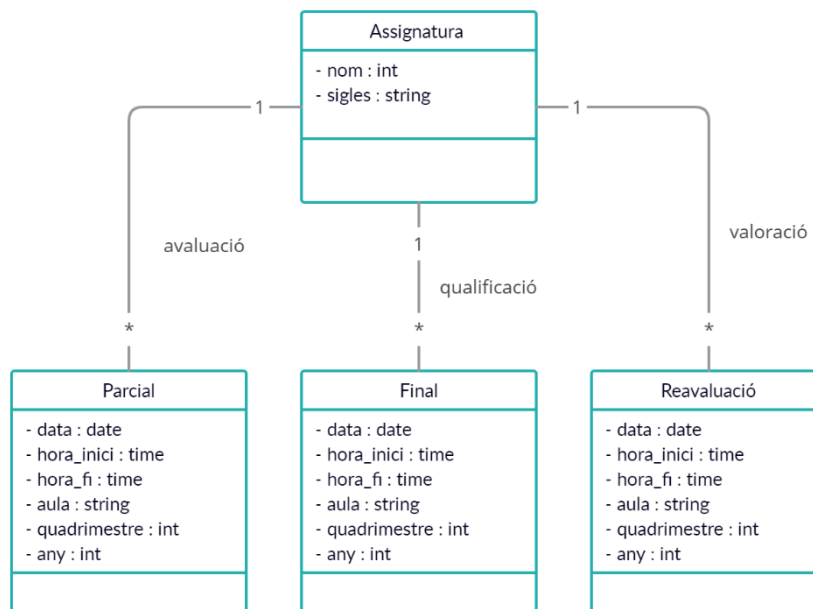 Assignatura
- nom : int
- sigles : string
1
1
1
avaluació
qualificació
valoració
*
*
*
Parcial
- data : date
- hora_inici : time
- hora_fi : time
- aula : string
- quadrimestre : int
- any : int
Final
- data : date
- hora_inici : time
- hora_fi : time
- aula : string
- quadrimestre : int
- any : int
Reavaluació
- data : date
- hora_inici : time
- hora_fi : time
- aula : string
- quadrimestre : int
- any : int